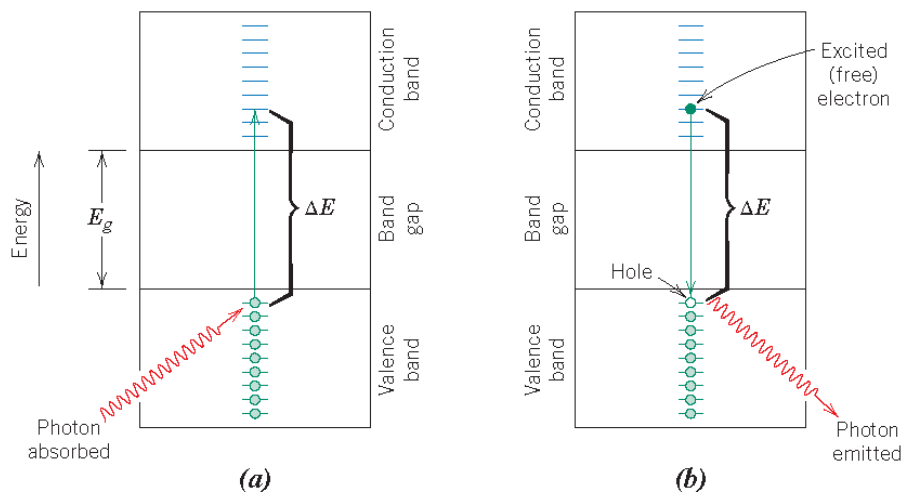 Energy
E_g
Conduction
band
Band
gap
Valence
band
ΔE
Photon
absorbed
(a)
Conduction
band
Band
gap
Valence
band
Excited
(free)
electron
ΔE
Hole
Photon
emitted
(b)